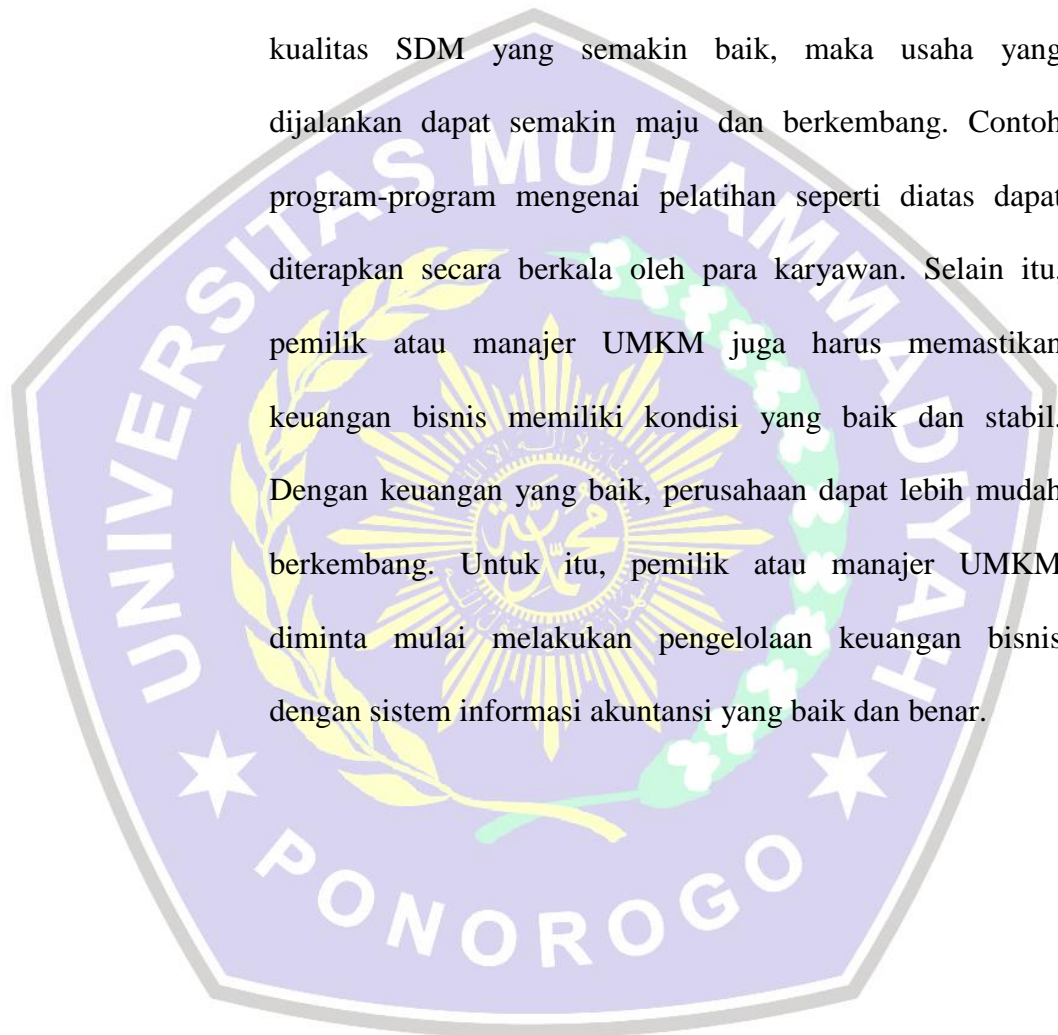 kualitas SDM yang semakin baik, maka usaha yang
dijalankan dapat semakin maju dan berkembang. Contoh
program-program mengenai pelatihan seperti diatas dapat
diterapkan secara berkala oleh para karyawan. Selain itu,
pemilik atau manajer UMKM juga harus memastikan
keuangan bisnis memiliki kondisi yang baik dan stabil.
Dengan keuangan yang baik, perusahaan dapat lebih mudah
berkembang. Untuk itu, pemilik atau manajer UMKM
diminta mulai melakukan pengelolaan keuangan bisnis
dengan sistem informasi akuntansi yang baik dan benar.
UNIVERSITAS MUHAMMADIYAH
PONOROGO